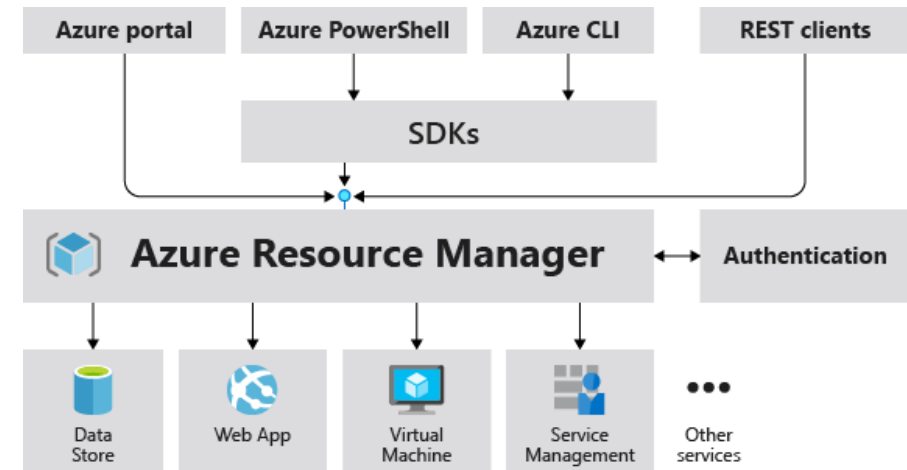 Azure portal
Azure PowerShell
Azure CLI
REST clients
SDKs
Azure Resource Manager
Authentication
Data
Store
Web App
Virtual
Machine
Service
Management
Other
services